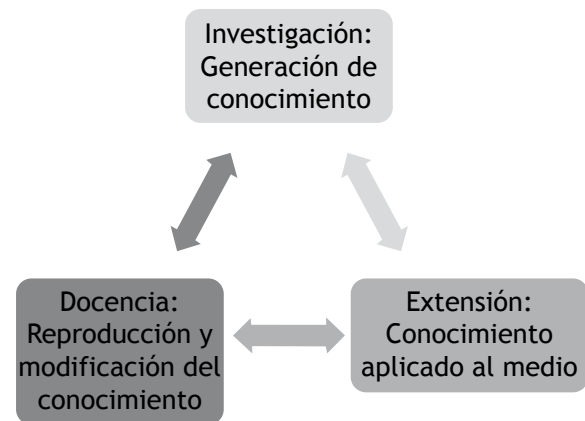 Investigación:
Generación de
conocimiento
Docencia:
Reproducción y
modificación del
conocimiento
Extensión:
Conocimiento
aplicado al medio